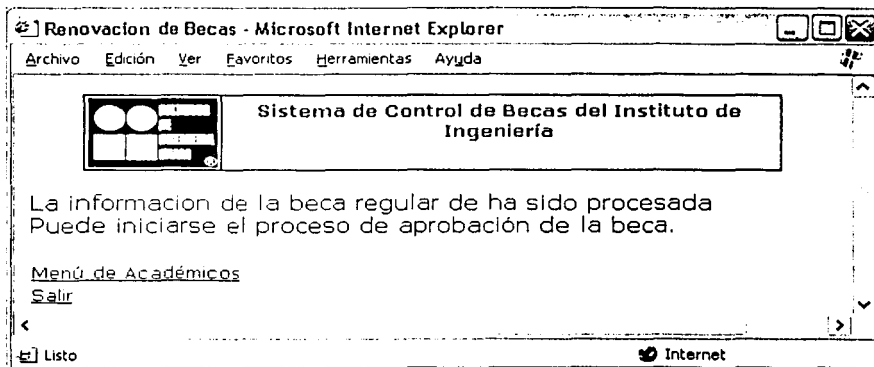 Renovacion de Becas - Microsoft Internet Explorer
Archivo Edición Ver Favoritos Herramientas Ayuda
Sistema de Control de Becas del Instituto de
Ingeniería
La informacion de la beca regular de ha sido procesada
Puede iniciarse el proceso de aprobación de la beca.
Menú de Académicos
Salir
Listo Internet